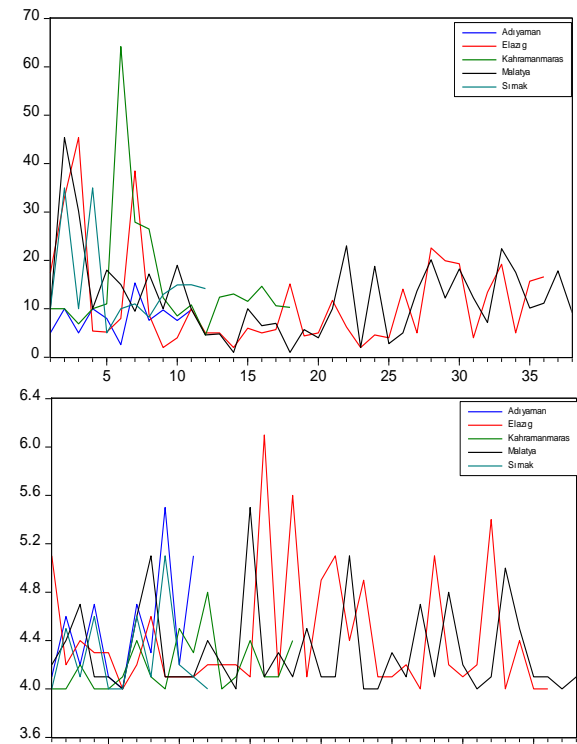 70
60
50
40
30
20
10
0
Adıyaman
Elazıg
Kahramanmaras
Malatya
Sırnak
5 10 15 20 25 30 35
6.4
6.0
5.6
5.2
4.8
4.4
4.0
3.6
Adıyaman
Elazıg
Kahramanmaras
Malatya
Sırnak